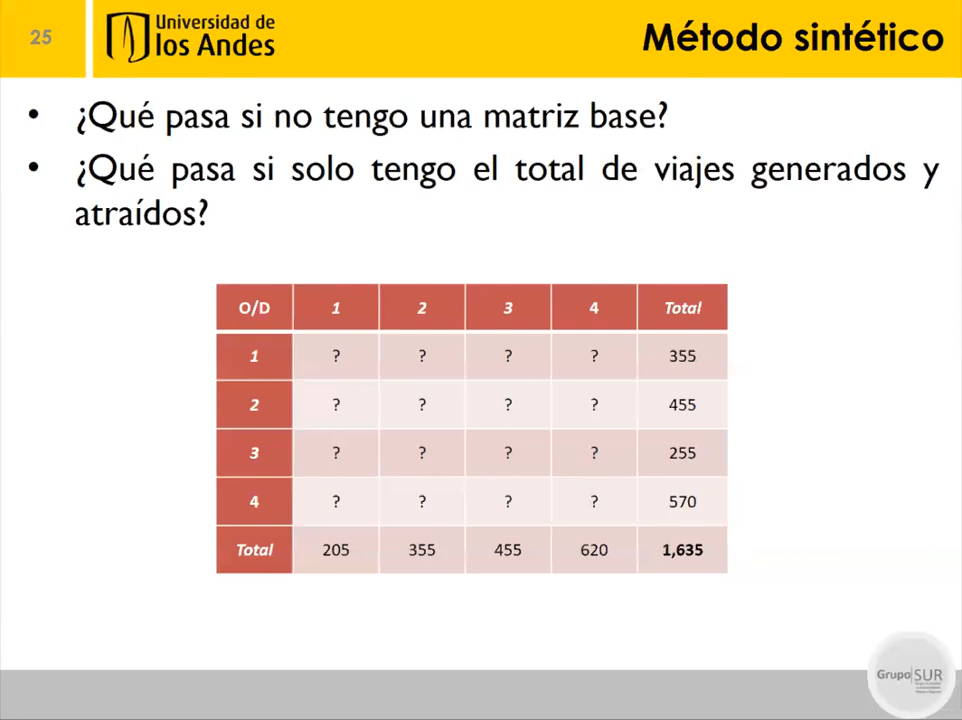 25
Universidad de
los Andes
Método sintético
• ¿Qué pasa si no tengo una matriz base?
• ¿Qué pasa si solo tengo el total de viajes generados y
atraídos?
O/D 1 2 3 4 Total
1 ? ? ? ? 355
2 ? ? ? ? 455
3 ? ? ? ? 255
4 ? ? ? ? 570
Total 205 355 455 620 1,635
Grupo SUR